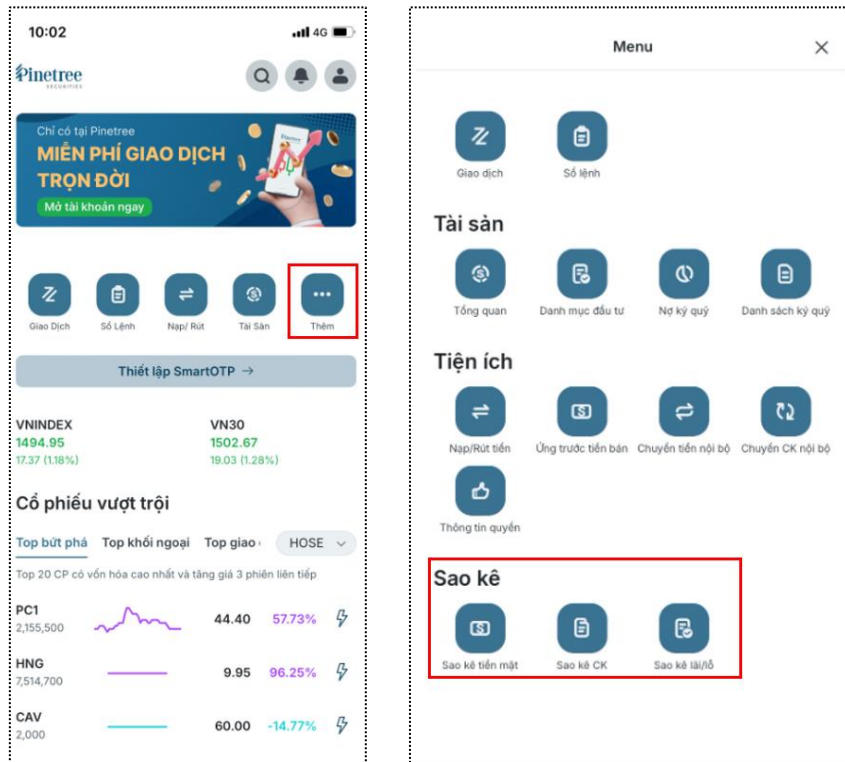 10:02
4G
Pinetree
SECURITIES
Chỉ có tại Pinetree
MIỄN PHÍ GIAO DỊCH
TRỌN ĐỜI
Mở tài khoản ngay
Giao Dịch
Sổ Lệnh
Nạp/ Rút
Tài Sản
Thêm
Thiết lập SmartOTP →
VNINDEX
VN30
1494.95
1502.67
17.37 (1.18%)
19.03 (1.28%)
Cổ phiếu vượt trội
Top bứt phá
Top khối ngoại
Top giao
HOSE
Top 20 CP có vốn hóa cao nhất và tăng giá 3 phiên liên tiếp
PC1
2,155,500
44.40
57.73%
HNG
7,514,700
9.95
96.25%
CAV
2,000
60.00
-14.77%
Menu
Giao dịch
Sổ lệnh
Tài sản
Tổng quan
Danh mục đầu tư
Nợ ký quỹ
Danh sách ký quỹ
Tiện ích
Nạp/Rút tiền
Ứng trước tiền bán
Chuyển tiền nội bộ
Chuyển CK nội bộ
Thông tin quyền
Sao kê
Sao kê tiền mặt
Sao kê CK
Sao kê lãi/lỗ